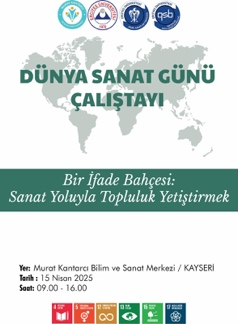 DÜNYA SANAT GÜNÜ
ÇALIŞTAYI
Bir İfade Bahçesi:
Sanat Yoluyla Topluluk Yetiştirmek
Yer: Murat Kantarcı Bilim ve Sanat Merkezi / KAYSERİ
Tarih : 15 Nisan 2025
Saat: 09.00 - 16.00